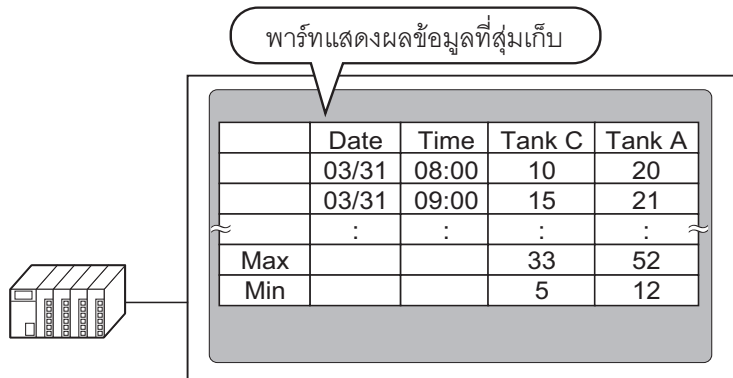 พาร์ทแสดงผลข้อมูลที่สุ่มเก็บ
Date Time Tank C Tank A
03/31 08:00 10 20
03/31 09:00 15 21
: : : :
Max 33 52
Min 5 12